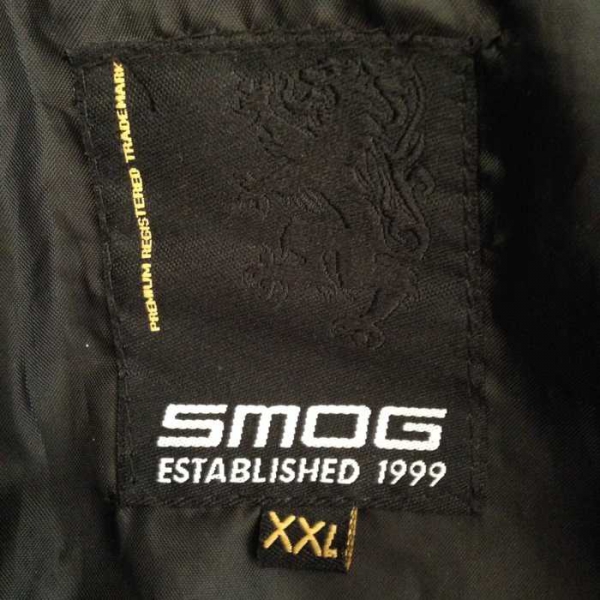 PREMIUM REGISTERED TRADEMARK
SMOG
ESTABLISHED 1999
XXL